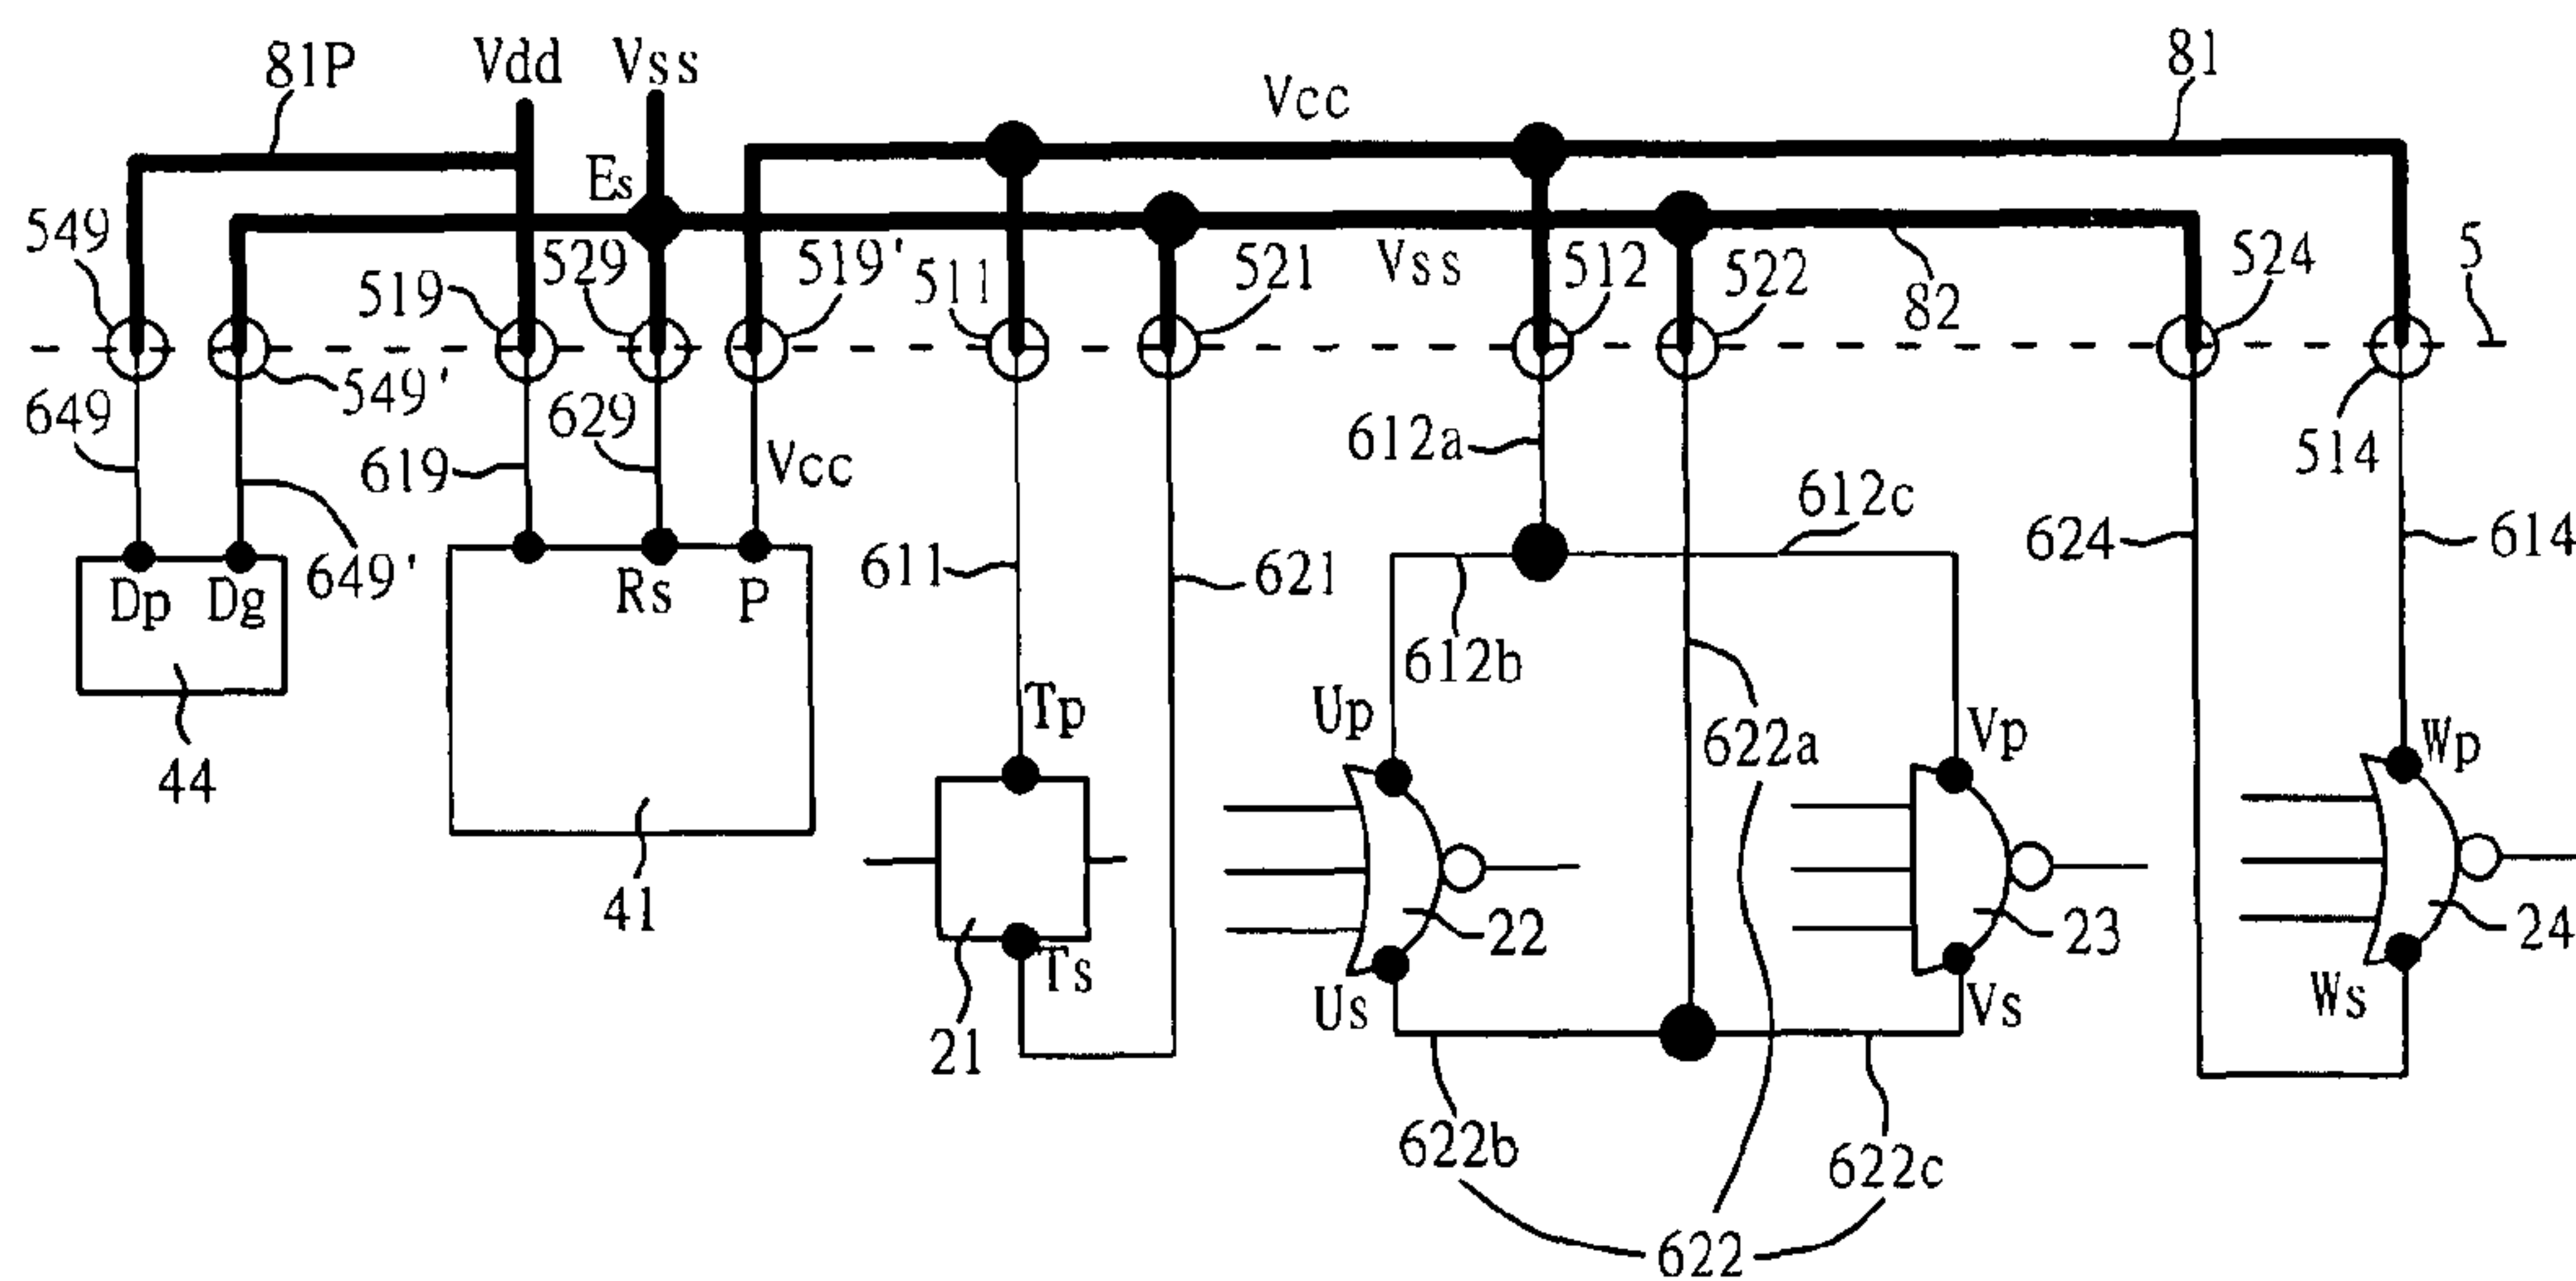 81P Vdd Vss Vcc 81
Es
549 519 529 519' 511 Vss 521 512 522 82 524 5
549' 514
649 619 629 Vcc 612a
649' 611 621 612c 624 614
Dp Dg Rs P
612b
44 Tp Up 622a Vp Wp
41 22 23 24
Ts Us Vs Ws
21
622b 622c
622